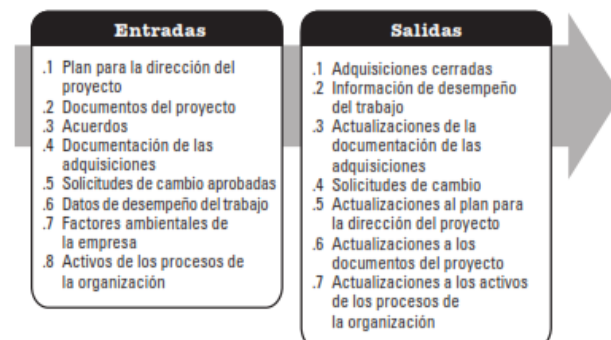 Entradas
.1 Plan para la dirección del
proyecto
.2 Documentos del proyecto
.3 Acuerdos
.4 Documentación de las
adquisiciones
.5 Solicitudes de cambio aprobadas
.6 Datos de desempeño del trabajo
.7 Factores ambientales de
la empresa
.8 Activos de los procesos de
la organización
Salidas
.1 Adquisiciones cerradas
.2 Información de desempeño
del trabajo
.3 Actualizaciones de la
documentación de las
adquisiciones
.4 Solicitudes de cambio
.5 Actualizaciones al plan para
la dirección del proyecto
.6 Actualizaciones a los
documentos del proyecto
.7 Actualizaciones a los activos
de los procesos de
la organización